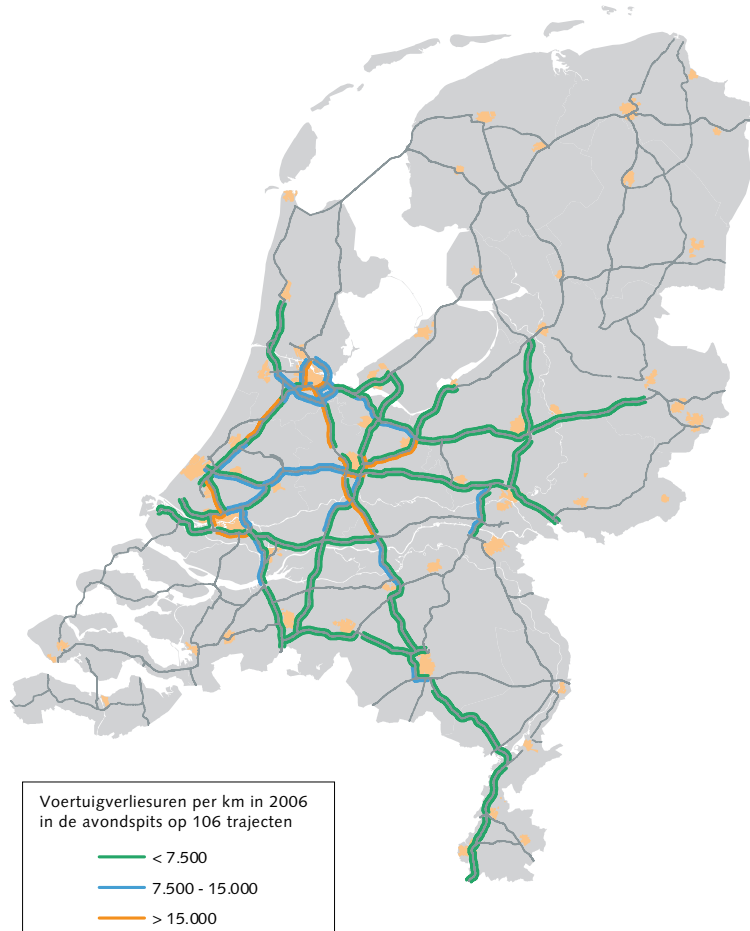 Voertuigverliesuren per km in 2006
in de avondspits op 106 trajecten
< 7.500
7.500 - 15.000
> 15.000